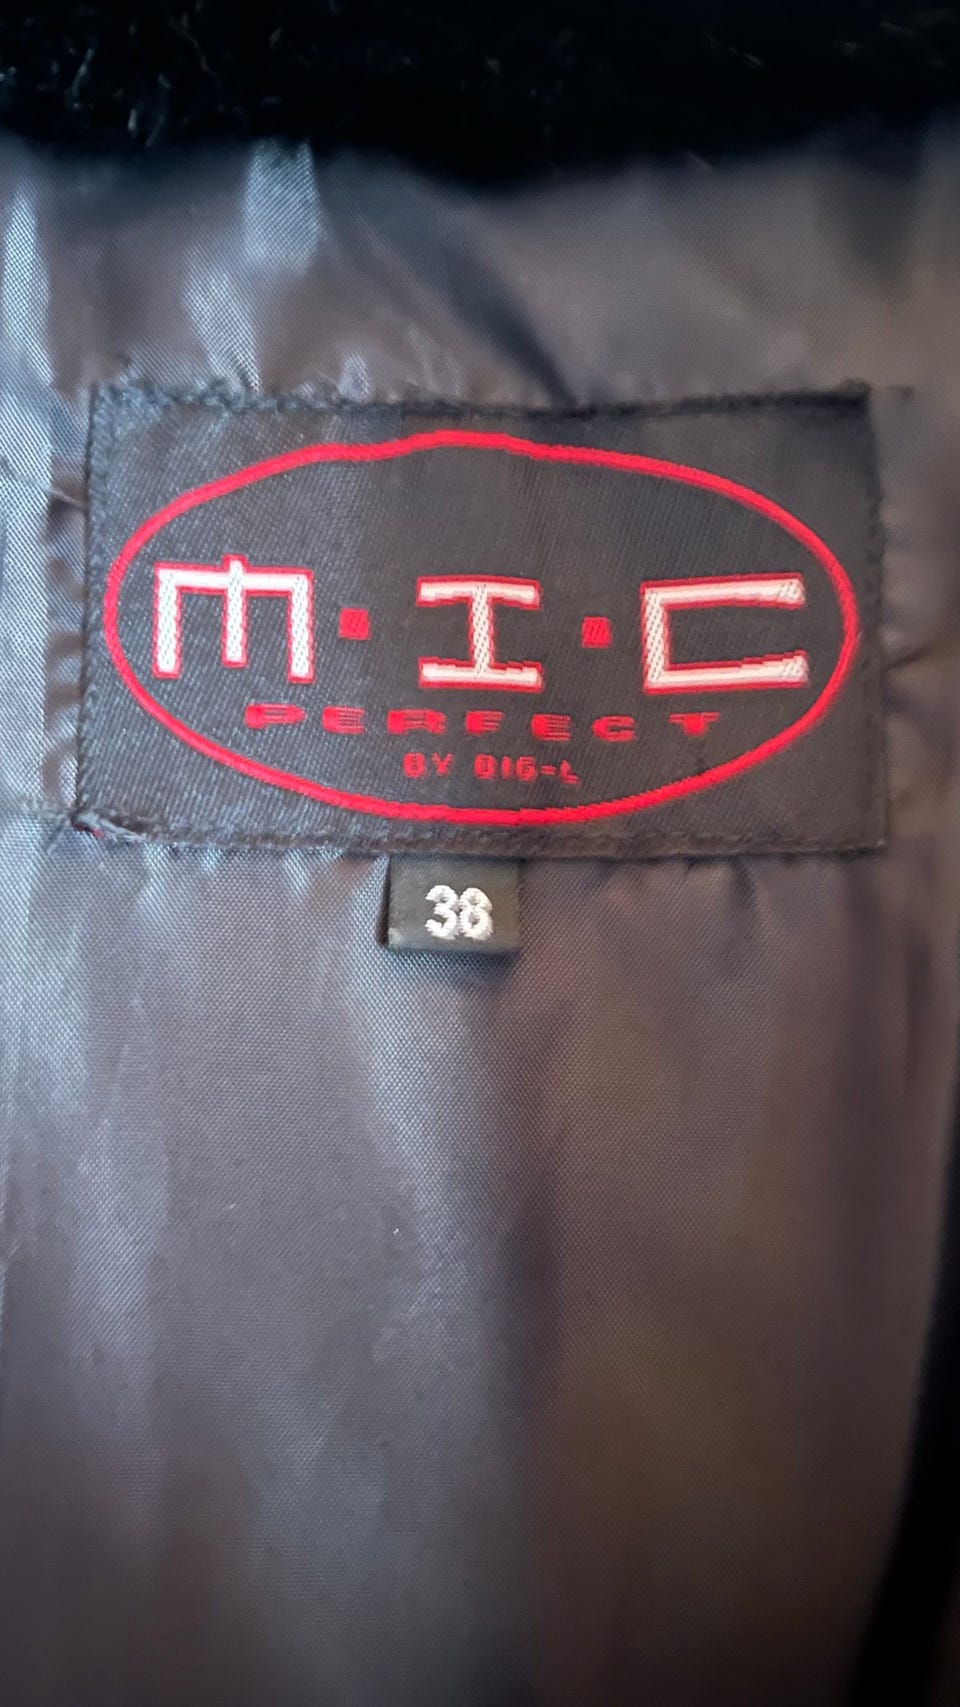 M·I·C
PERFECT
BY BIG-L
38